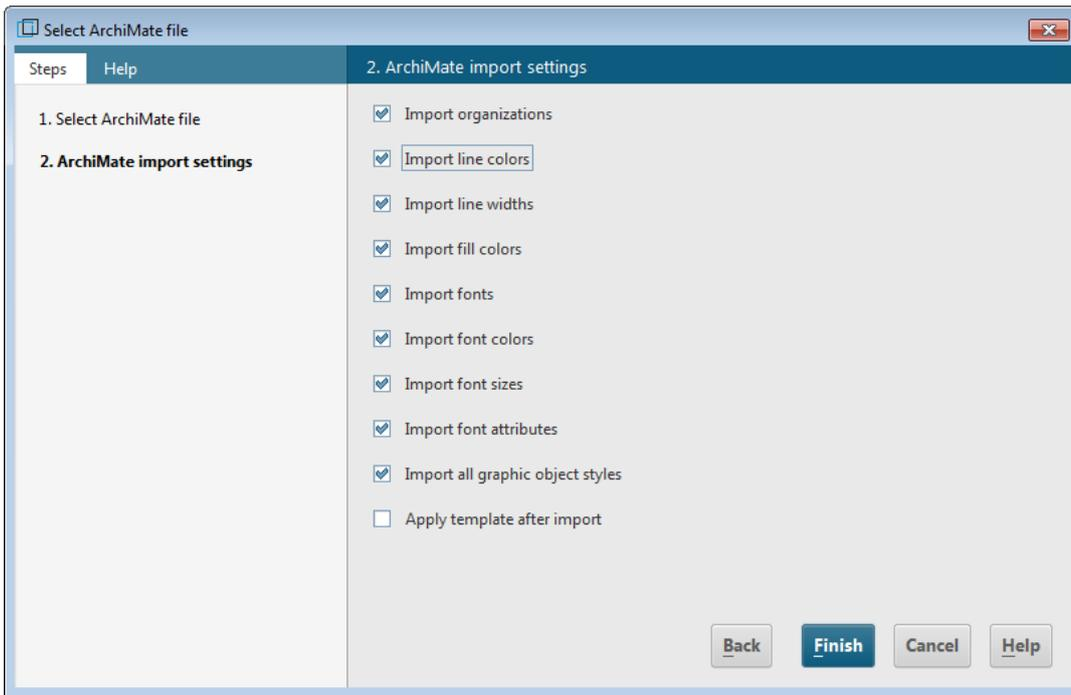 Select ArchiMate file
Steps
Help
1. Select ArchiMate file
2. ArchiMate import settings
2. ArchiMate import settings
Import organizations
Import line colors
Import line widths
Import fill colors
Import fonts
Import font colors
Import font sizes
Import font attributes
Import all graphic object styles
Apply template after import
Back
Finish
Cancel
Help